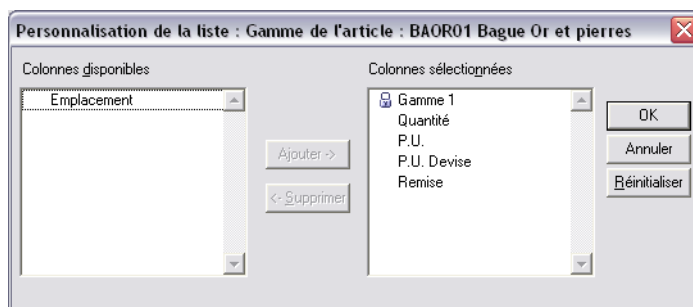 Personnalisation de la liste : Gamme de l'article : BAOR01 Bague Or et pierres
Colonnes disponibles
Colonnes sélectionnées
Emplacement
Gamme 1
Quantité
P.U.
P.U. Devise
Remise
Ajouter ->
<- Supprimer
OK
Annuler
Réinitialiser